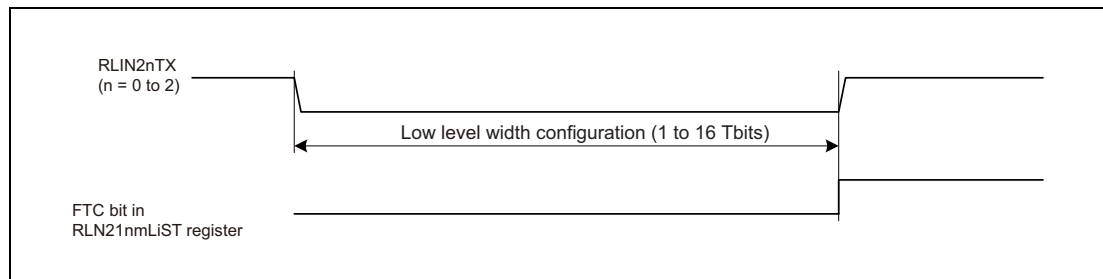 RLIN2nTX
(n = 0 to 2)
Low level width configuration (1 to 16 Tbits)
FTC bit in
RLN21nmLiST register